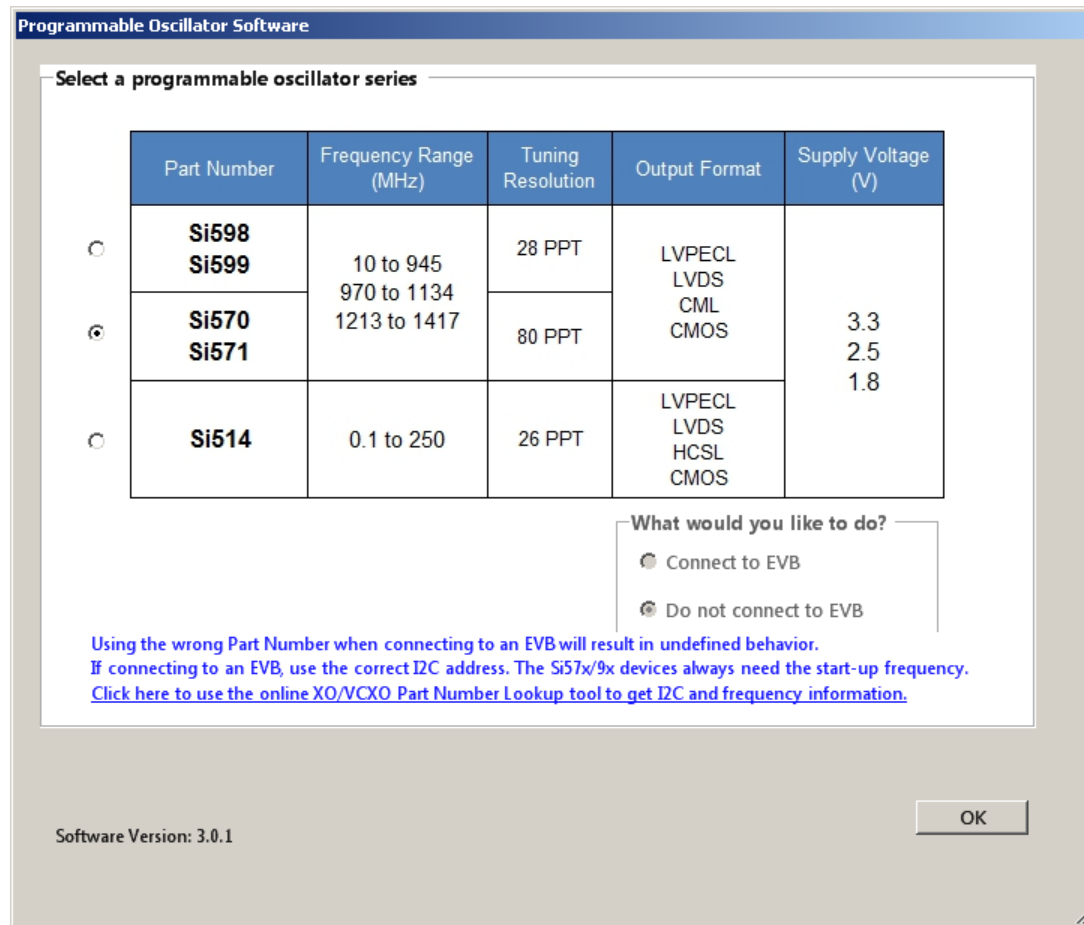 Programmable Oscillator Software
Select a programmable oscillator series
Part Number
Frequency Range
(MHz)
Tuning
Resolution
Output Format
Supply Voltage
(V)
Si598
Si599
10 to 945
970 to 1134
1213 to 1417
28 PPT
LVPECL
LVDS
CML
CMOS
3.3
2.5
1.8
Si570
Si571
80 PPT
Si514
0.1 to 250
26 PPT
LVPECL
LVDS
HCSL
CMOS
What would you like to do?
Connect to EVB
Do not connect to EVB
Using the wrong Part Number when connecting to an EVB will result in undefined behavior.
If connecting to an EVB, use the correct I2C address. The Si57x/9x devices always need the start-up frequency.
Click here to use the online XO/VCXO Part Number Lookup tool to get I2C and frequency information.
OK
Software Version: 3.0.1